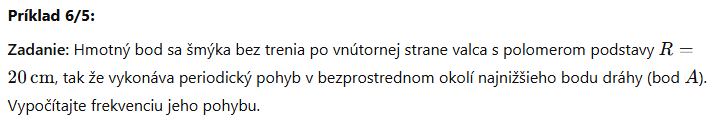 Príklad 6/5:
Zadanie: Hmotný bod sa šmýka bez trenia po vnútornej strane valca s polomerom podstavy R =
20 cm, tak že vykonáva periodický pohyb v bezprostrednom okolí najnižšieho bodu dráhy (bod A).
Vypočítajte frekvenciu jeho pohybu.